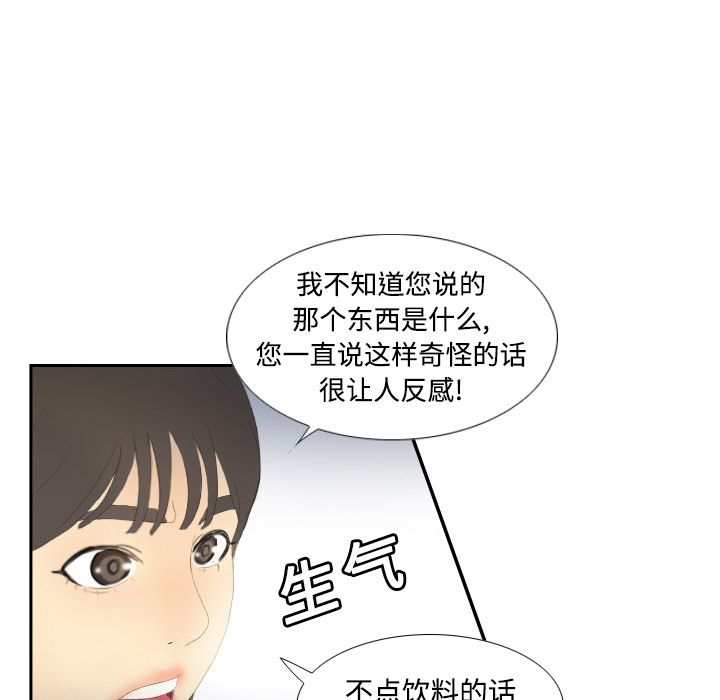 我不知道您说的
那个东西是什么,
您一直说这样奇怪的话
很让人反感!
生气
不点饮料的话